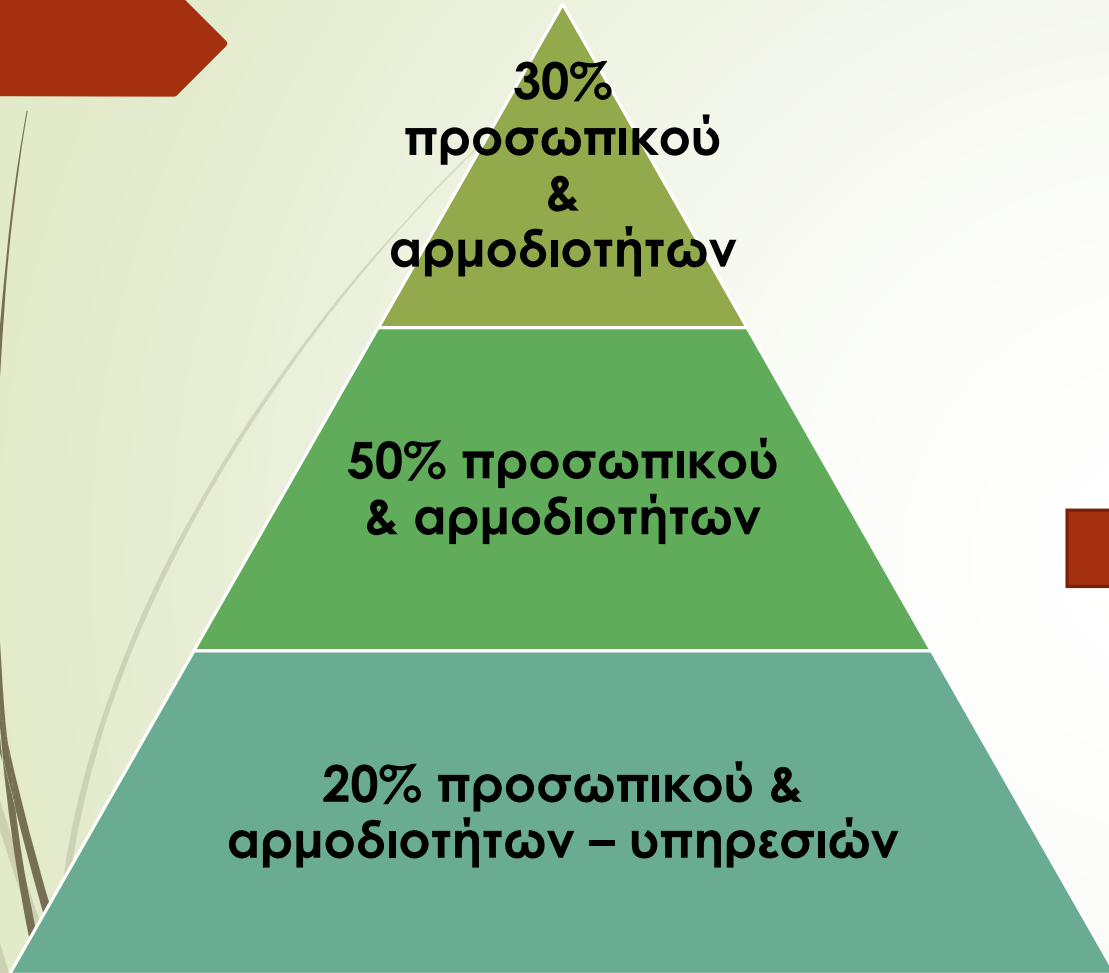 30%
προσωπικού
&
αρμοδιοτήτων
50% προσωπικού
& αρμοδιοτήτων
20% προσωπικού &
αρμοδιοτήτων – υπηρεσιών